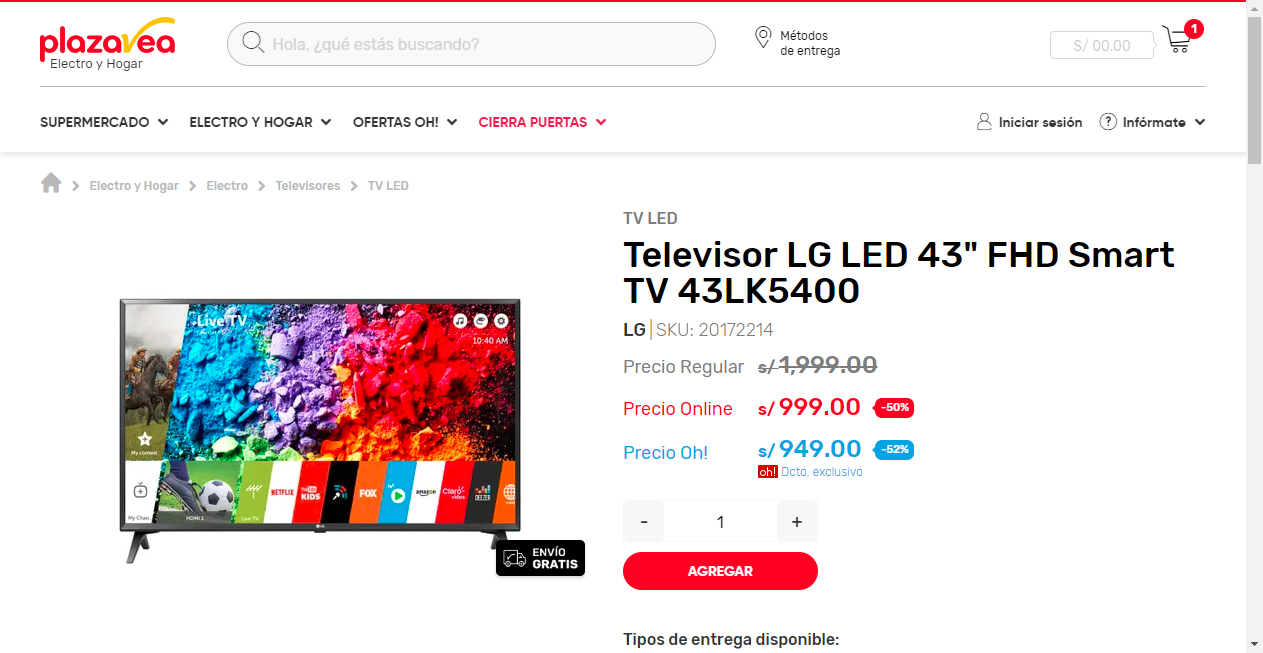 plazavea
Electro y Hogar
Hola, ¿qué estás buscando?
Métodos
de entrega
S/ 00.00
1
SUPERMERCADO
ELECTRO Y HOGAR
OFERTAS OH!
CIERRA PUERTAS
Iniciar sesión
? Infórmate
Electro y Hogar
Electro
Televisores
TV LED
TV LED
Televisor LG LED 43" FHD Smart
TV 43LK5400
LG | SKU: 20172214
Precio Regular s/ 1,999.00
Precio Online s/ 999.00 -50%
Precio Oh! s/ 949.00 -52%
oh! Dcto. exclusivo
- 1 +
AGREGAR
Tipos de entrega disponible:
Live TV
10:40 AM
My content
NETFLIX
YouTube
KIDS
FOX
amazon
Claro
video
DEEZER
My Chan.
HDMI 1
Live TV
LG
ENVÍO
GRATIS